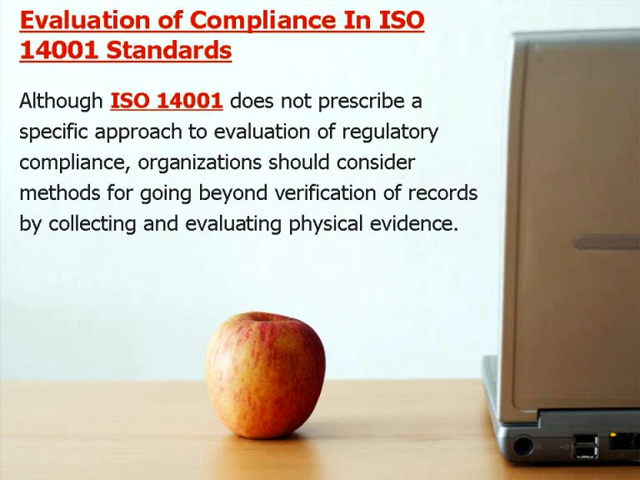 Evaluation of Compliance In ISO
14001 Standards
Although ISO 14001 does not prescribe a
specific approach to evaluation of regulatory
compliance, organizations should consider
methods for going beyond verification of records
by collecting and evaluating physical evidence.